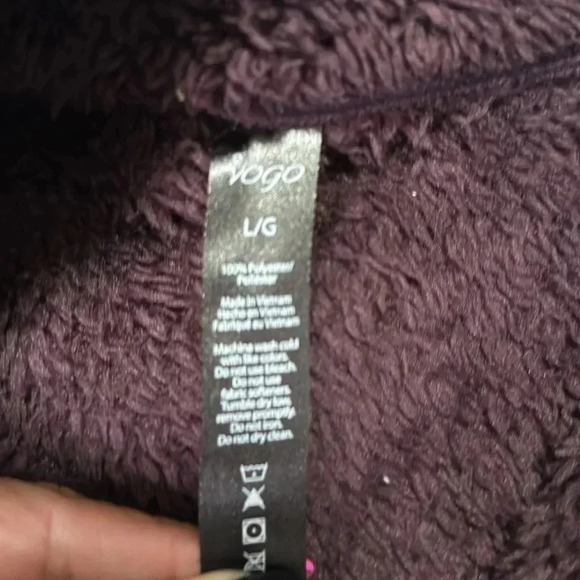 YOGO
L/G
100% Polyester/
Poliéster
Made in Vietnam
Hecho en Vietnam
Fabriqué au Vietnam
Machine wash cold
with like colors.
Do not use bleach.
Do not use
fabric softeners.
Tumble dry low,
remove promptly.
Do not iron.
Do not dry clean.